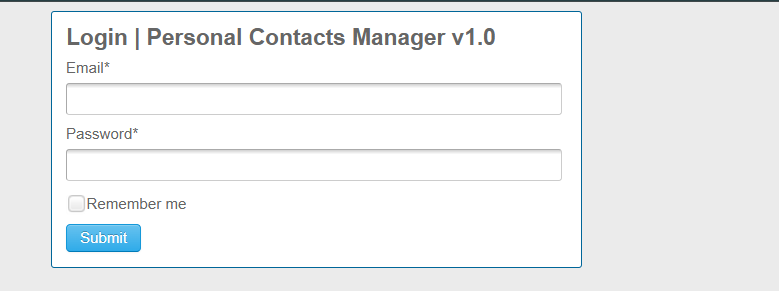 Login | Personal Contacts Manager v1.0
Email*
Password*
Remember me
Submit